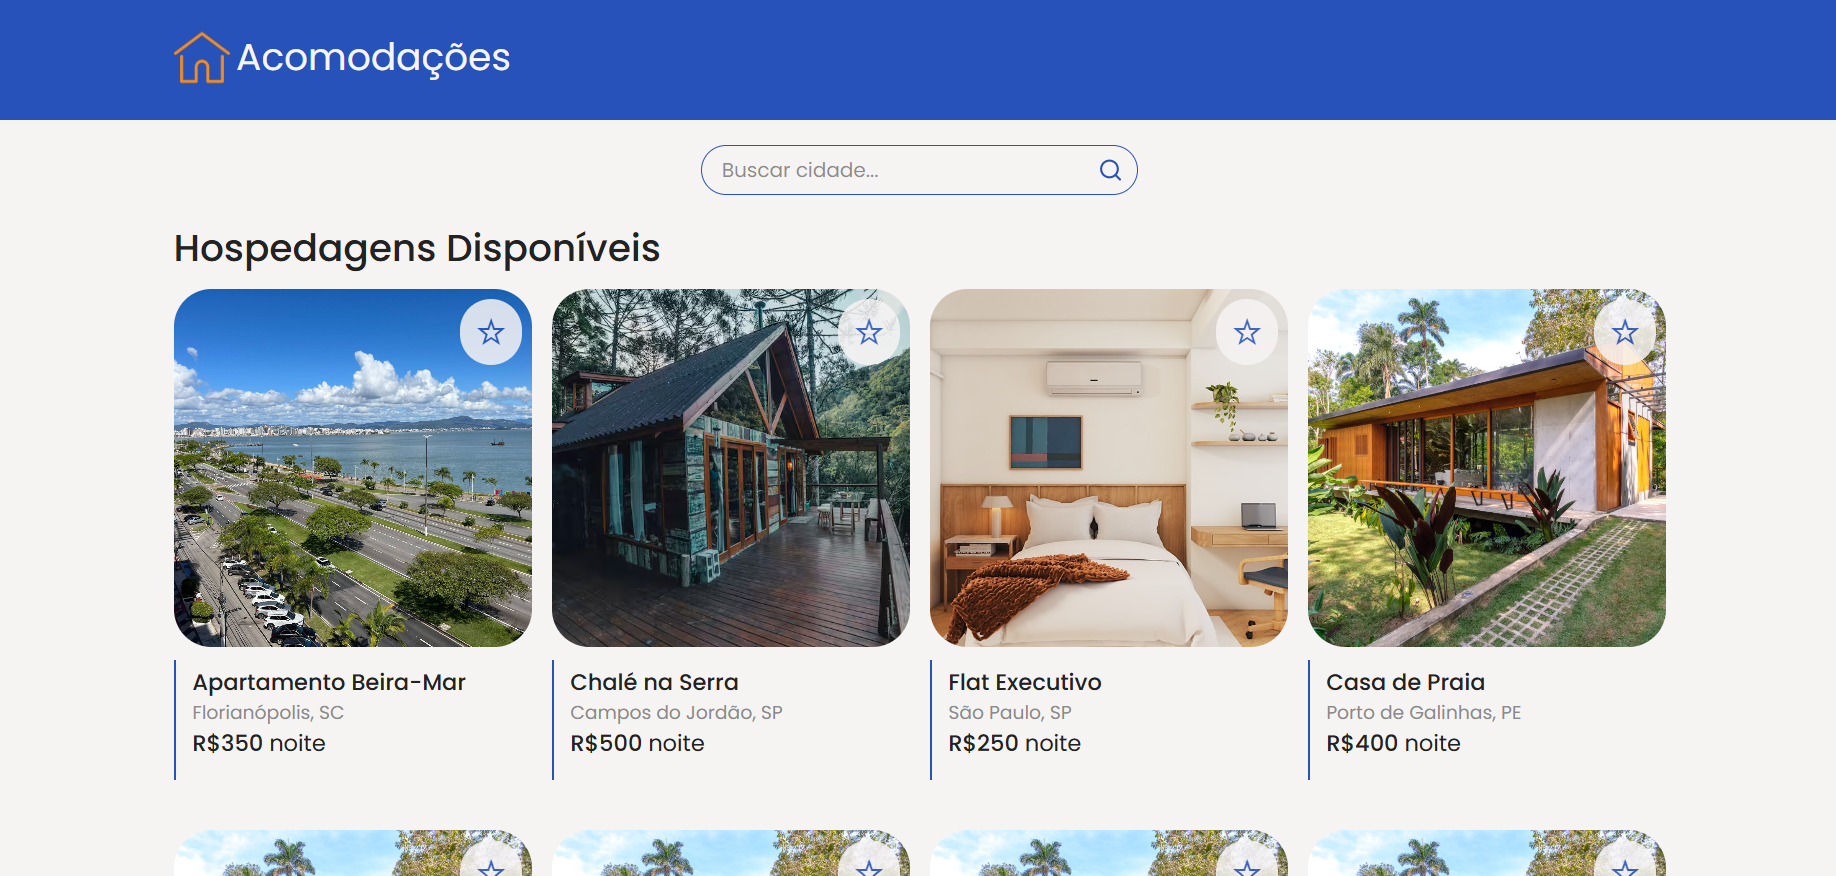 Acomodações
Buscar cidade...
Hospedagens Disponíveis
Apartamento Beira-Mar
Florianópolis, SC
R$350 noite
Chalé na Serra
Campos do Jordão, SP
R$500 noite
Flat Executivo
São Paulo, SP
R$250 noite
Casa de Praia
Porto de Galinhas, PE
R$400 noite